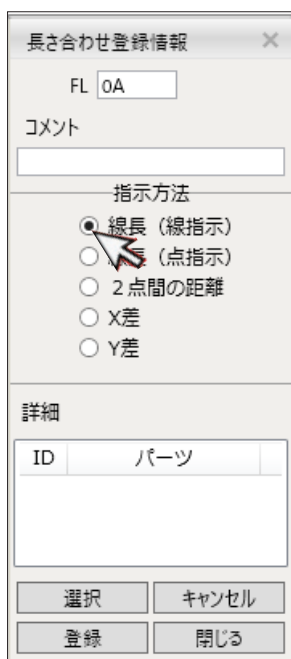 長さ合わせ登録情報
FL 0A
コメント
指示方法
線長（線指示）
（点指示）
２点間の距離
X差
Y差
詳細
ID パーツ
選択 キャンセル
登録 閉じる